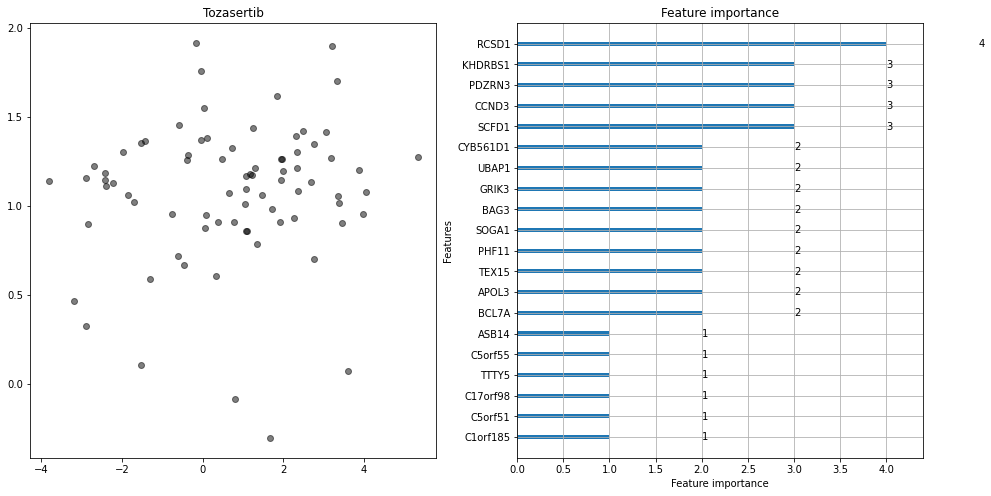 Tozasertib
2.0
1.5
1.0
0.5
0.0
−4
−2
0
2
4
Feature importance
Features
RCSD1
4
KHDRBS1
3
PDZRN3
3
CCND3
3
SCFD1
3
CYB561D1
2
UBAP1
2
GRIK3
2
BAG3
2
SOGA1
2
PHF11
2
TEX15
2
APOL3
2
BCL7A
2
ASB14
1
C5orf55
1
TTTY5
1
C17orf98
1
C5orf51
1
C1orf185
1
0.0
0.5
1.0
1.5
2.0
2.5
3.0
3.5
4.0
Feature importance